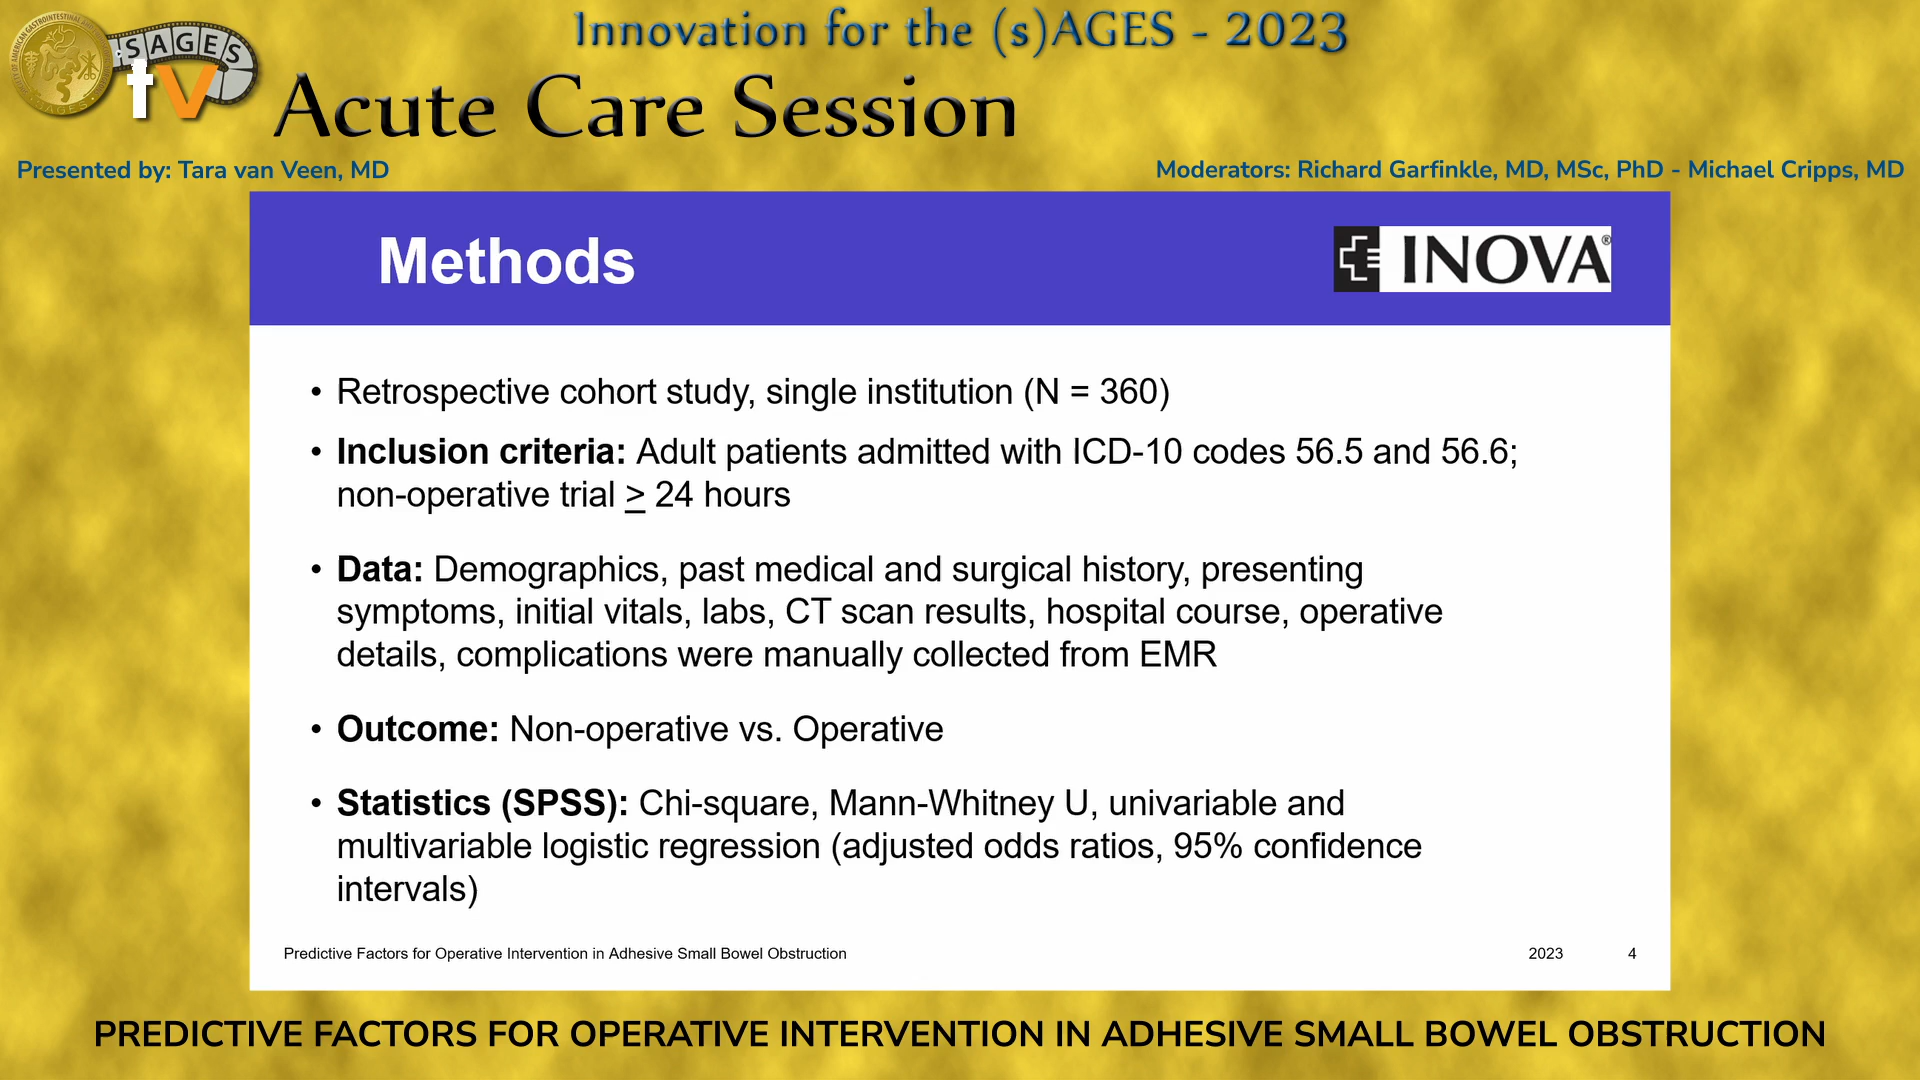 Innovation for the (s)AGES - 2023
SAGES
tv
SAGES
Acute Care Session
Presented by: Tara van Veen, MD
Moderators: Richard Garfinkle, MD, MSc, PhD - Michael Cripps, MD
Methods
INOVA®
• Retrospective cohort study, single institution (N = 360)
• Inclusion criteria: Adult patients admitted with ICD-10 codes 56.5 and 56.6;
non-operative trial > 24 hours
• Data: Demographics, past medical and surgical history, presenting
symptoms, initial vitals, labs, CT scan results, hospital course, operative
details, complications were manually collected from EMR
• Outcome: Non-operative vs. Operative
• Statistics (SPSS): Chi-square, Mann-Whitney U, univariable and
multivariable logistic regression (adjusted odds ratios, 95% confidence
intervals)
Predictive Factors for Operative Intervention in Adhesive Small Bowel Obstruction
2023
4
PREDICTIVE FACTORS FOR OPERATIVE INTERVENTION IN ADHESIVE SMALL BOWEL OBSTRUCTION